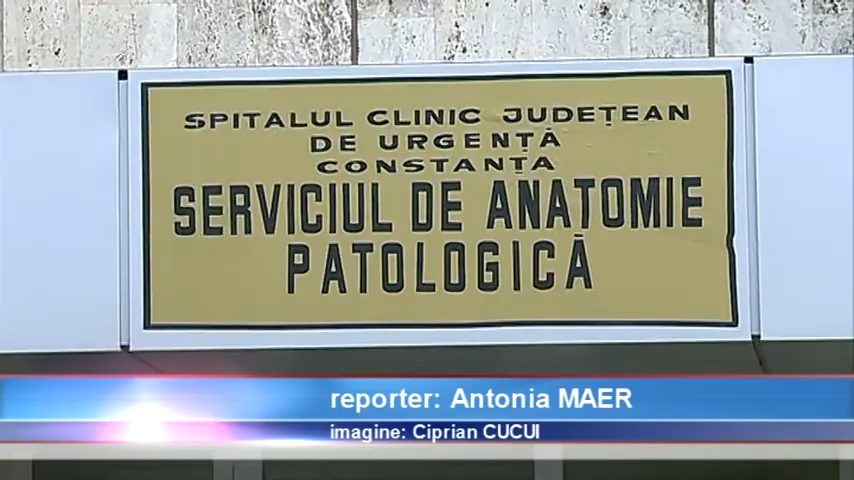 SPITALUL CLINIC JUDEȚEAN
DE URGENȚĂ
CONSTANȚA
SERVICIUL DE ANATOMIE
PATOLOGICĂ
reporter: Antonia MAER
imagine: Ciprian CUCUI